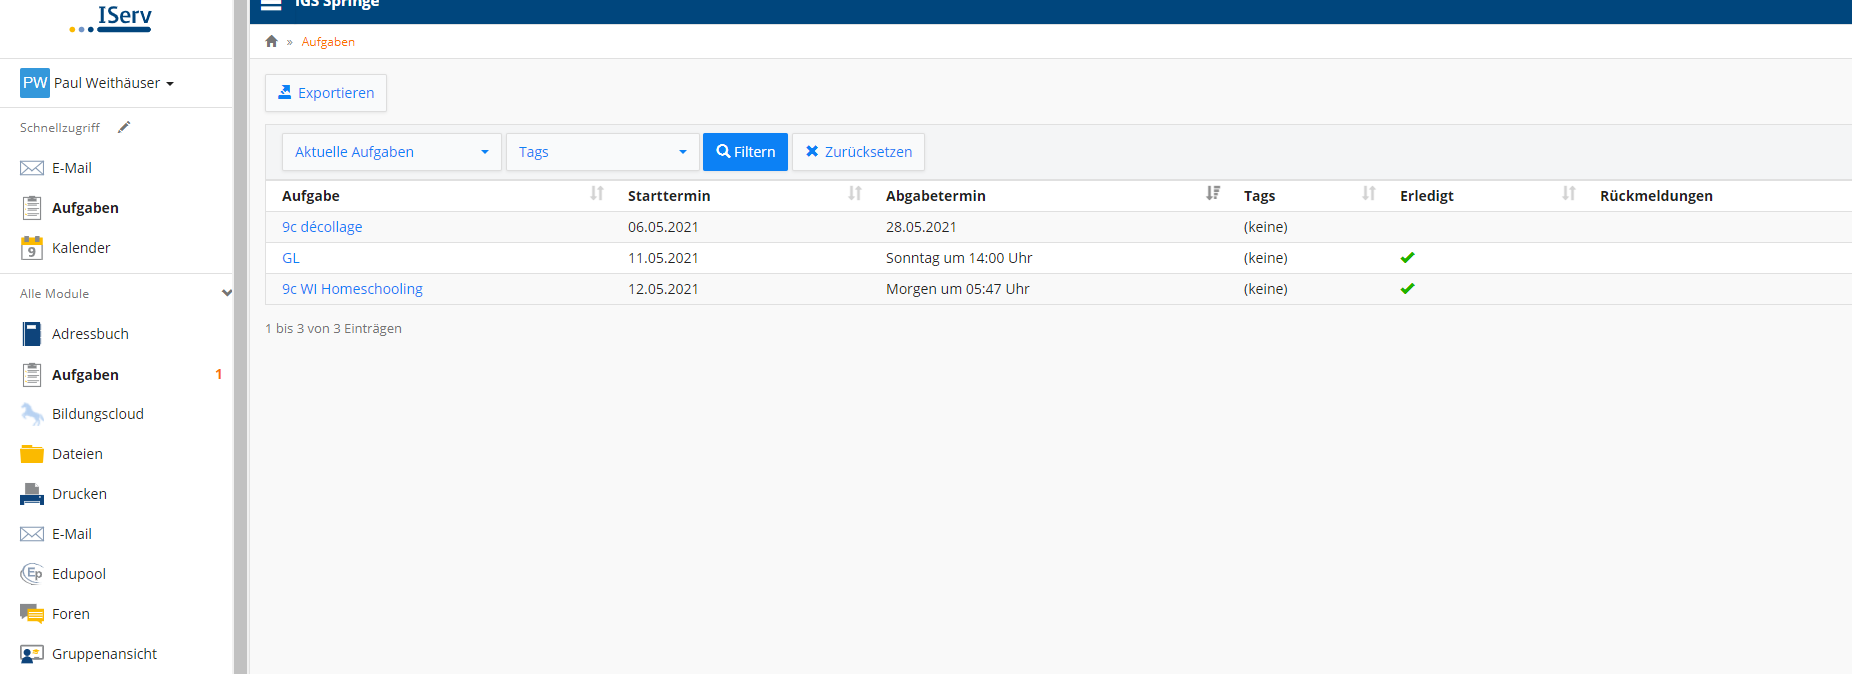 IServ
IGS Springe
» Aufgaben
PW Paul Weithäuser
Exportieren
Schnellzugriff
Aktuelle Aufgaben Tags Filtern Zurücksetzen
E-Mail
Aufgaben
Kalender
9
Aufgabe Starttermin Abgabetermin Tags Erledigt Rückmeldungen
9c décollage 06.05.2021 28.05.2021 (keine)
GL 11.05.2021 Sonntag um 14:00 Uhr (keine)
9c WI Homeschooling 12.05.2021 Morgen um 05:47 Uhr (keine)
1 bis 3 von 3 Einträgen
Alle Module
Adressbuch
Aufgaben 1
Bildungscloud
Dateien
Drucken
E-Mail
Ep Edupool
Foren
Gruppenansicht